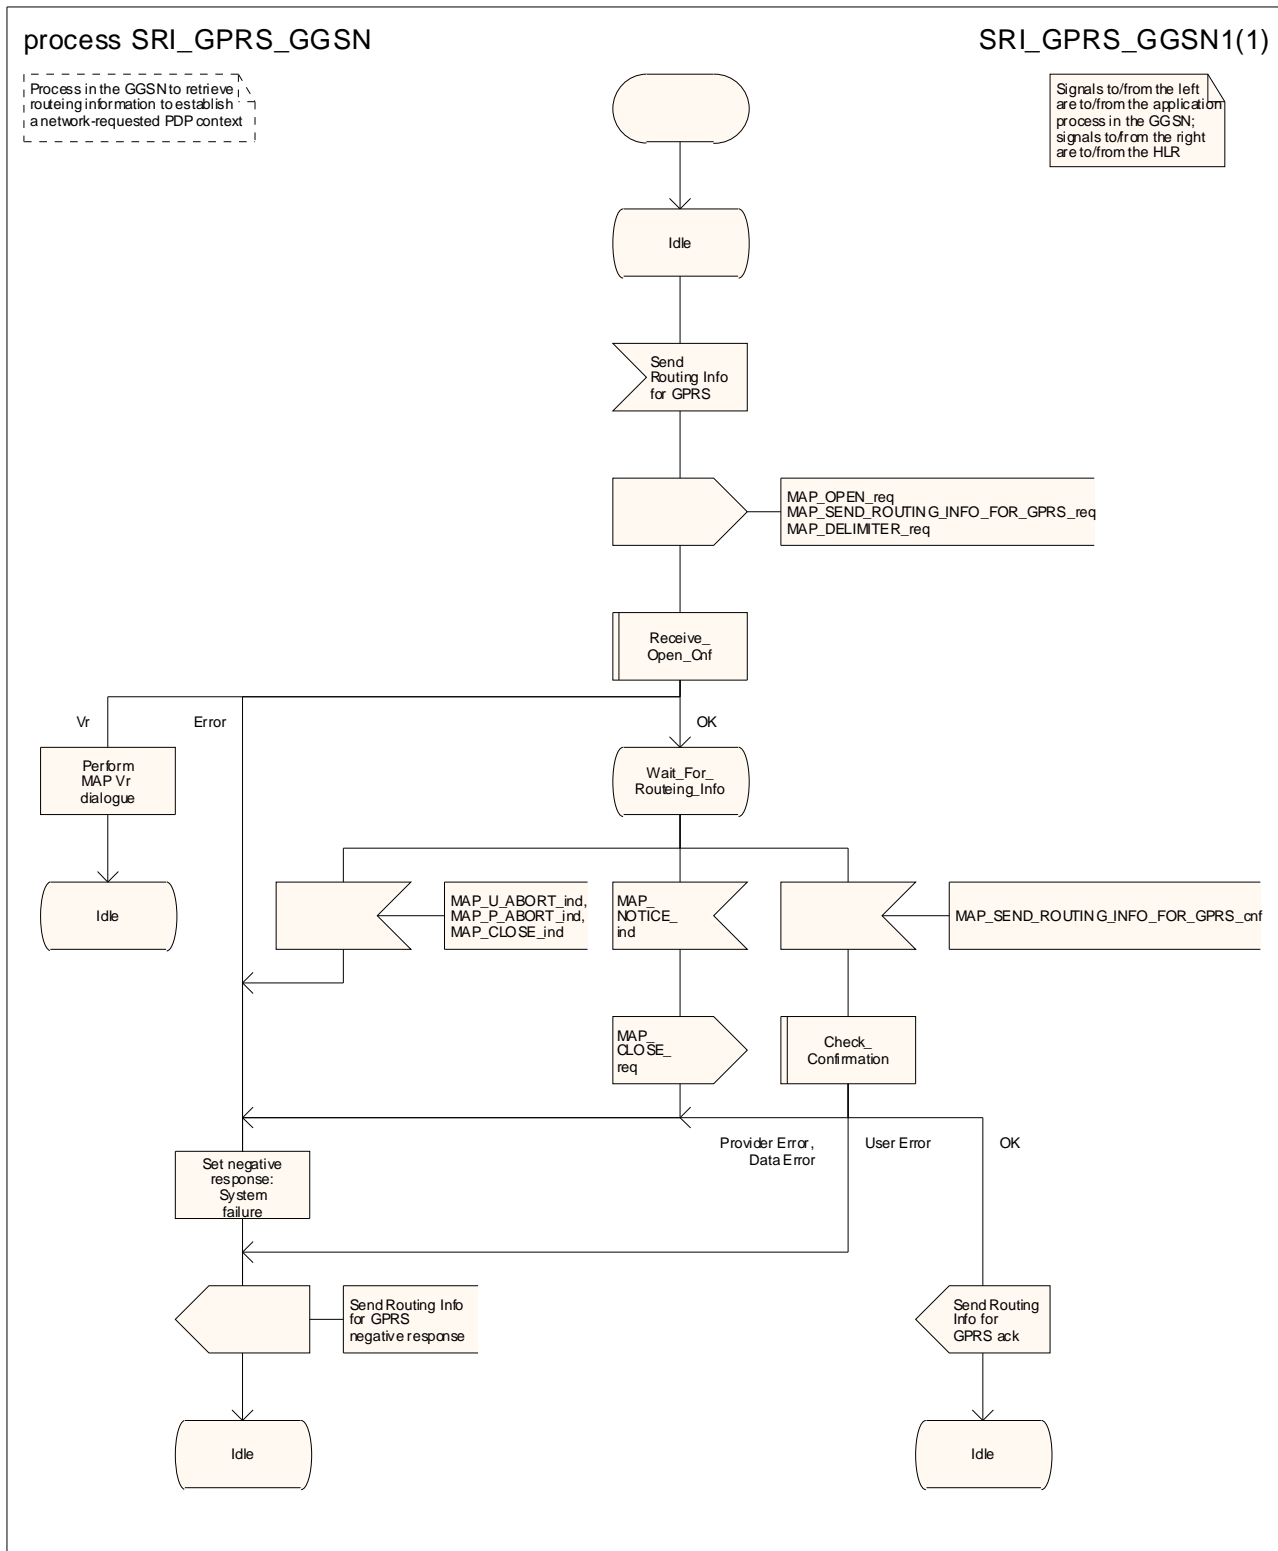 process SRI_GPRS_GGSN
SRI_GPRS_GGSN1(1)
Process in the GGSN to retrieve
routeing information to establish
a network-requested PDP context
Signals to/from the left
are to/from the application
process in the GGSN;
signals to/from the right
are to/from the HLR
Idle
Send
Routing Info
for GPRS
MAP_OPEN_req
MAP_SEND_ROUTING_INFO_FOR_GPRS_req
MAP_DELIMITER_req
Receive_
Open_Cnf
Vr
Error
OK
Perform
MAP Vr
dialogue
Wait_For_
Routeing_Info
Idle
MAP_U_ABORT_ind,
MAP_P_ABORT_ind,
MAP_CLOSE_ind
MAP_
NOTICE_
ind
MAP_SEND_ROUTING_INFO_FOR_GPRS_cnf
MAP_
CLOSE_
req
Check_
Confirmation
Provider Error,
Data Error
User Error
OK
Set negative
response:
System
failure
Send Routing Info
for GPRS
negative response
Send Routing
Info for
GPRS ack
Idle
Idle